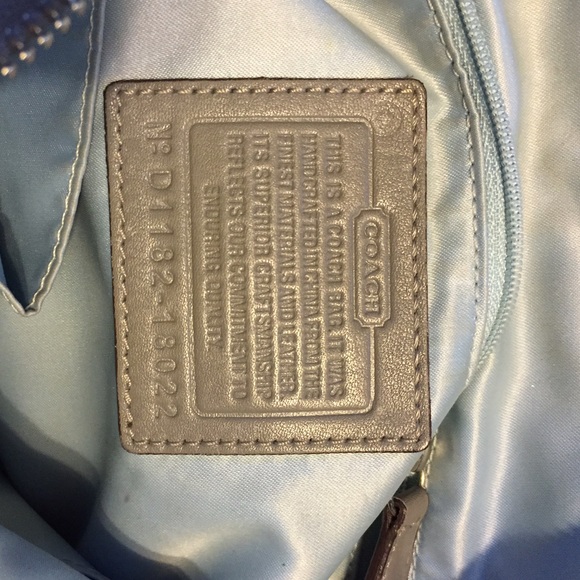 COACH
THIS IS A COACH BAG. IT WAS
HANDCRAFTED IN CHINA FROM THE
FINEST MATERIALS AND LEATHER.
ITS SUPERIOR CRAFTSMANSHIP
REFLECTS OUR COMMITMENT TO
ENDURING QUALITY.
Nº D1182-18022